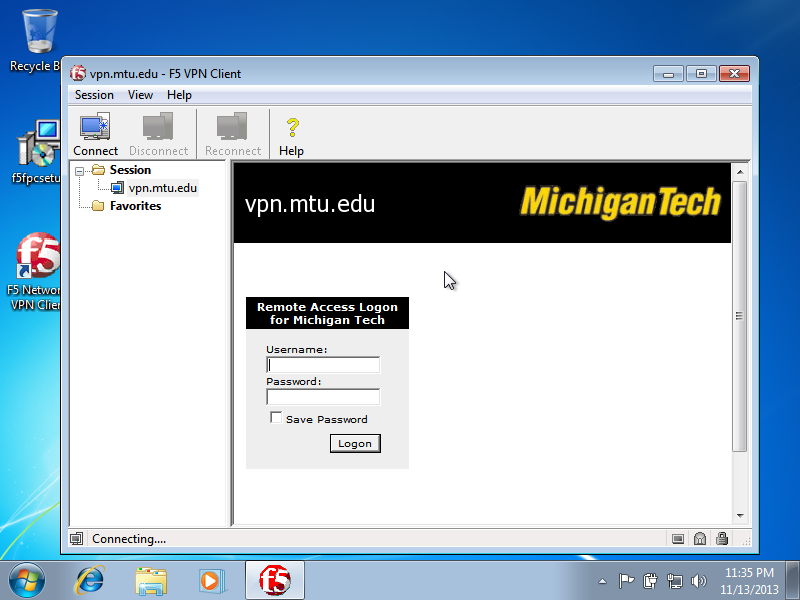 Recycle B
f5fpcsetu
F5 Networ
VPN Clien
vpn.mtu.edu - F5 VPN Client
Session View Help
Connect Disconnect Reconnect Help
Session
vpn.mtu.edu
Favorites
vpn.mtu.edu
MichiganTech
Remote Access Logon
for Michigan Tech
Username:
Password:
Save Password
Logon
Connecting....
11:35 PM
11/13/2013